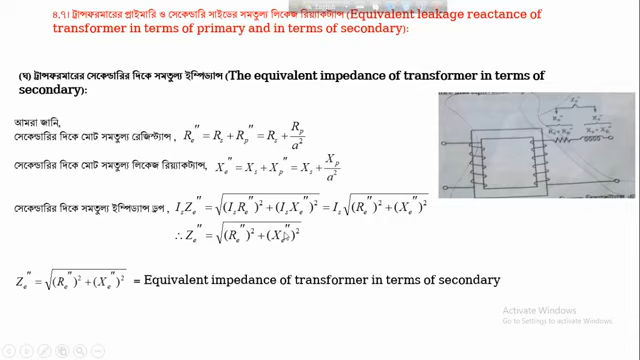 ৪.৭। ট্রান্সফরমারের প্রাইমারি ও সেকেন্ডারি সাইডের সমতুল্য লিকেজ রিয়্যাকট্যান্স (Equivalent leakage reactance of
transformer in terms of primary and in terms of secondary):
(ঘ) ট্রান্সফরমারের সেকেন্ডারির দিকে সমতুল্য ইম্পিড্যান্স (The equivalent impedance of transformer in terms of
secondary):
আমরা জানি,
সেকেন্ডারির দিকে মোট সমতুল্য রেজিস্ট্যান্স , R_e'' = R_s + R_p'' = R_s + R_p/a²
সেকেন্ডারির দিকে মোট সমতুল্য লিকেজ রিয়্যাকট্যান্স, X_e'' = X_s + X_p'' = X_s + X_p/a²
সেকেন্ডারির দিকে সমতুল্য ইম্পিড্যান্স ড্রপ , I_s Z_e'' = √((I_s R_e'')² + (I_s X_e'')²) = I_s √((R_e'')² + (X_e'')²)
∴ Z_e'' = √((R_e'')² + (X_e'')²)
Z_e'' = √((R_e'')² + (X_e'')²) = Equivalent impedance of transformer in terms of secondary
Activate Windows
Go to Settings to activate Windows.